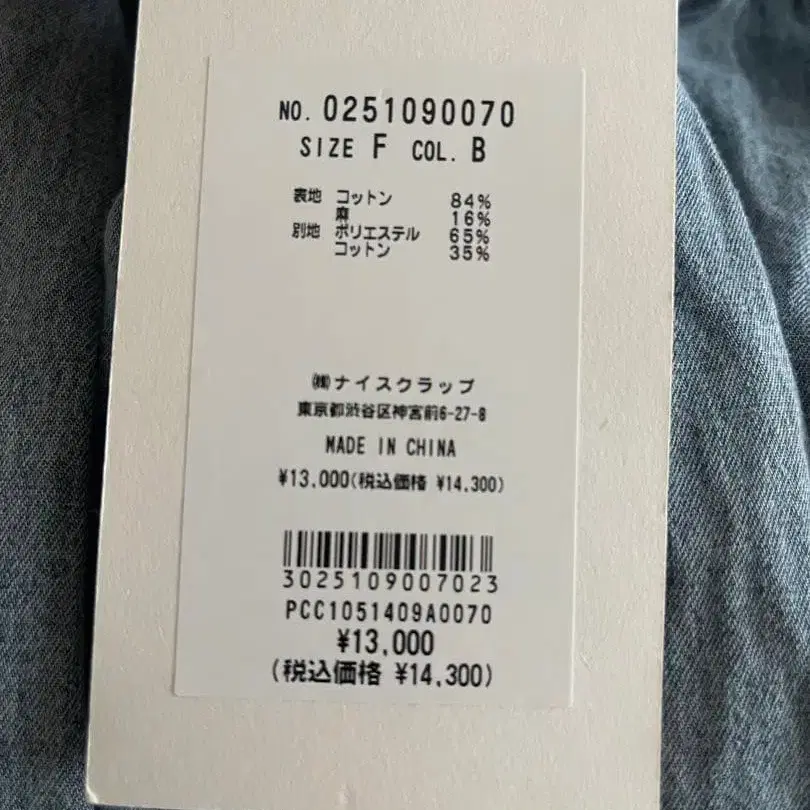 NO. 0251090070
SIZE F COL. B
表地 コットン 84%
麻 16%
別地 ポリエステル 65%
コットン 35%
㈱ナイスクラップ
東京都渋谷区神宮前6-27-8
MADE IN CHINA
¥13,000(税込価格 ¥14,300)
3025109007023
PCC1051409A0070
¥13,000
(税込価格 ¥14,300)